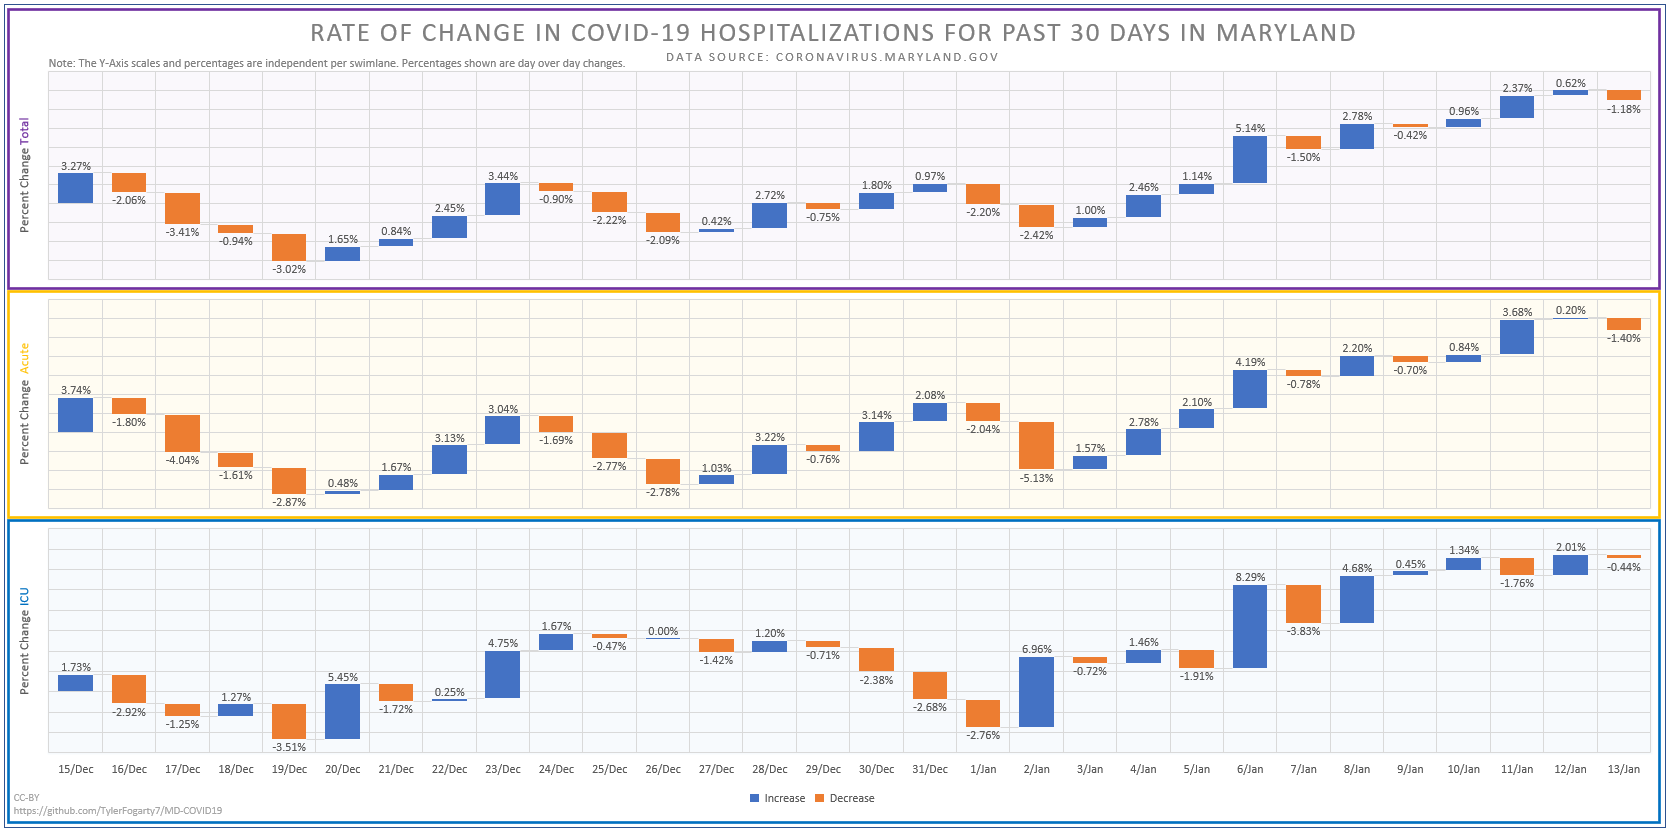 RATE OF CHANGE IN COVID-19 HOSPITALIZATIONS FOR PAST 30 DAYS IN MARYLAND
DATA SOURCE: CORONAVIRUS.MARYLAND.GOV
Note: The Y-Axis scales and percentages are independent per swimlane. Percentages shown are day over day changes.
Percent Change Total
3.27% -2.06% -3.41% -0.94% -3.02% 1.65% 0.84% 2.45% 3.44% -0.90% -2.22% -2.09% 0.42% 2.72% -0.75% 1.80% 0.97% -2.20% -2.42% 1.00% 2.46% 1.14% 5.14% -1.50% 2.78% -0.42% 0.96% 2.37% 0.62% -1.18%
Percent Change Acute
3.74% -1.80% -4.04% -1.61% -2.87% 0.48% 1.67% 3.13% 3.04% -1.69% -2.77% -2.78% 1.03% 3.22% -0.76% 3.14% 2.08% -2.04% -5.13% 1.57% 2.78% 2.10% 4.19% -0.78% 2.20% -0.70% 0.84% 3.68% 0.20% -1.40%
Percent Change ICU
1.73% -2.92% -1.25% 1.27% -3.51% 5.45% -1.72% 0.25% 4.75% 1.67% -0.47% 0.00% -1.42% 1.20% -0.71% -2.38% -2.68% -2.76% 6.96% -0.72% 1.46% -1.91% 8.29% -3.83% 4.68% 0.45% 1.34% -1.76% 2.01% -0.44%
15/Dec 16/Dec 17/Dec 18/Dec 19/Dec 20/Dec 21/Dec 22/Dec 23/Dec 24/Dec 25/Dec 26/Dec 27/Dec 28/Dec 29/Dec 30/Dec 31/Dec 1/Jan 2/Jan 3/Jan 4/Jan 5/Jan 6/Jan 7/Jan 8/Jan 9/Jan 10/Jan 11/Jan 12/Jan 13/Jan
Increase Decrease
CC-BY
https://github.com/TylerFogarty7/MD-COVID19